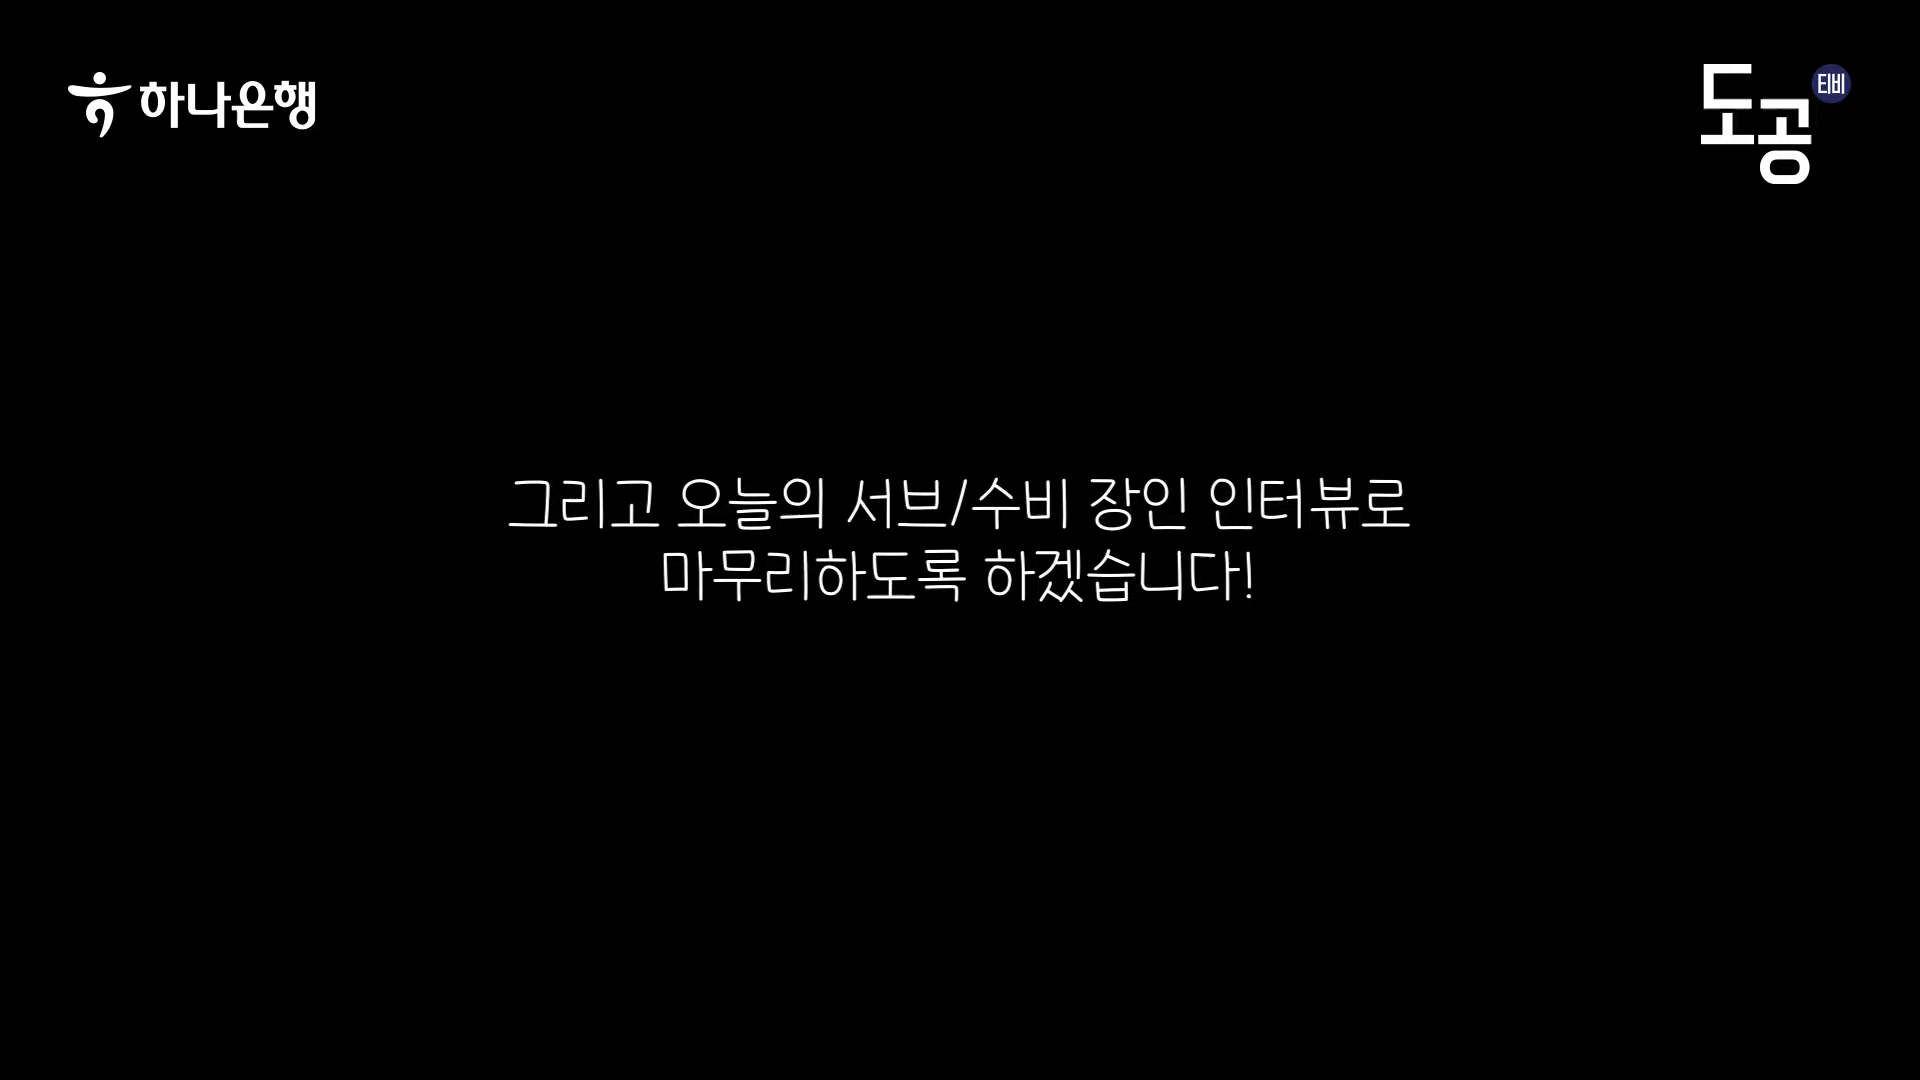 하나은행
도공
티비
그리고 오늘의 서브/수비 장인 인터뷰로
마무리하도록 하겠습니다!